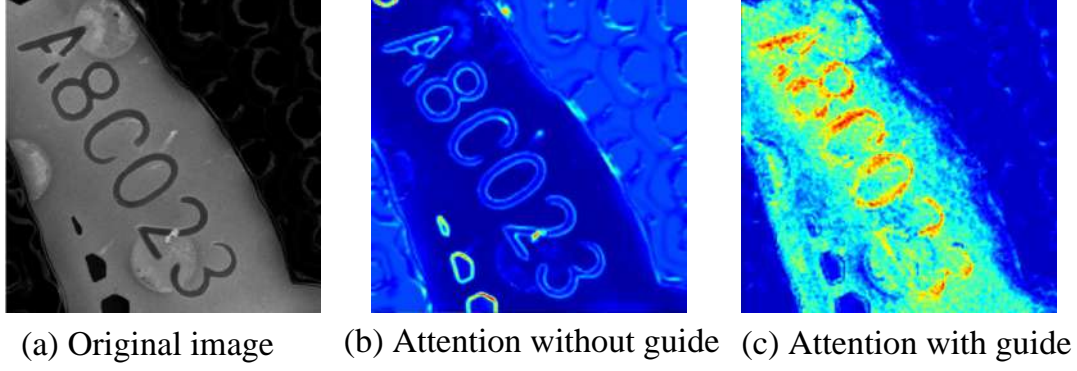 A8C023
A8C023
A8C023
(a) Original image
(b) Attention without guide
(c) Attention with guide